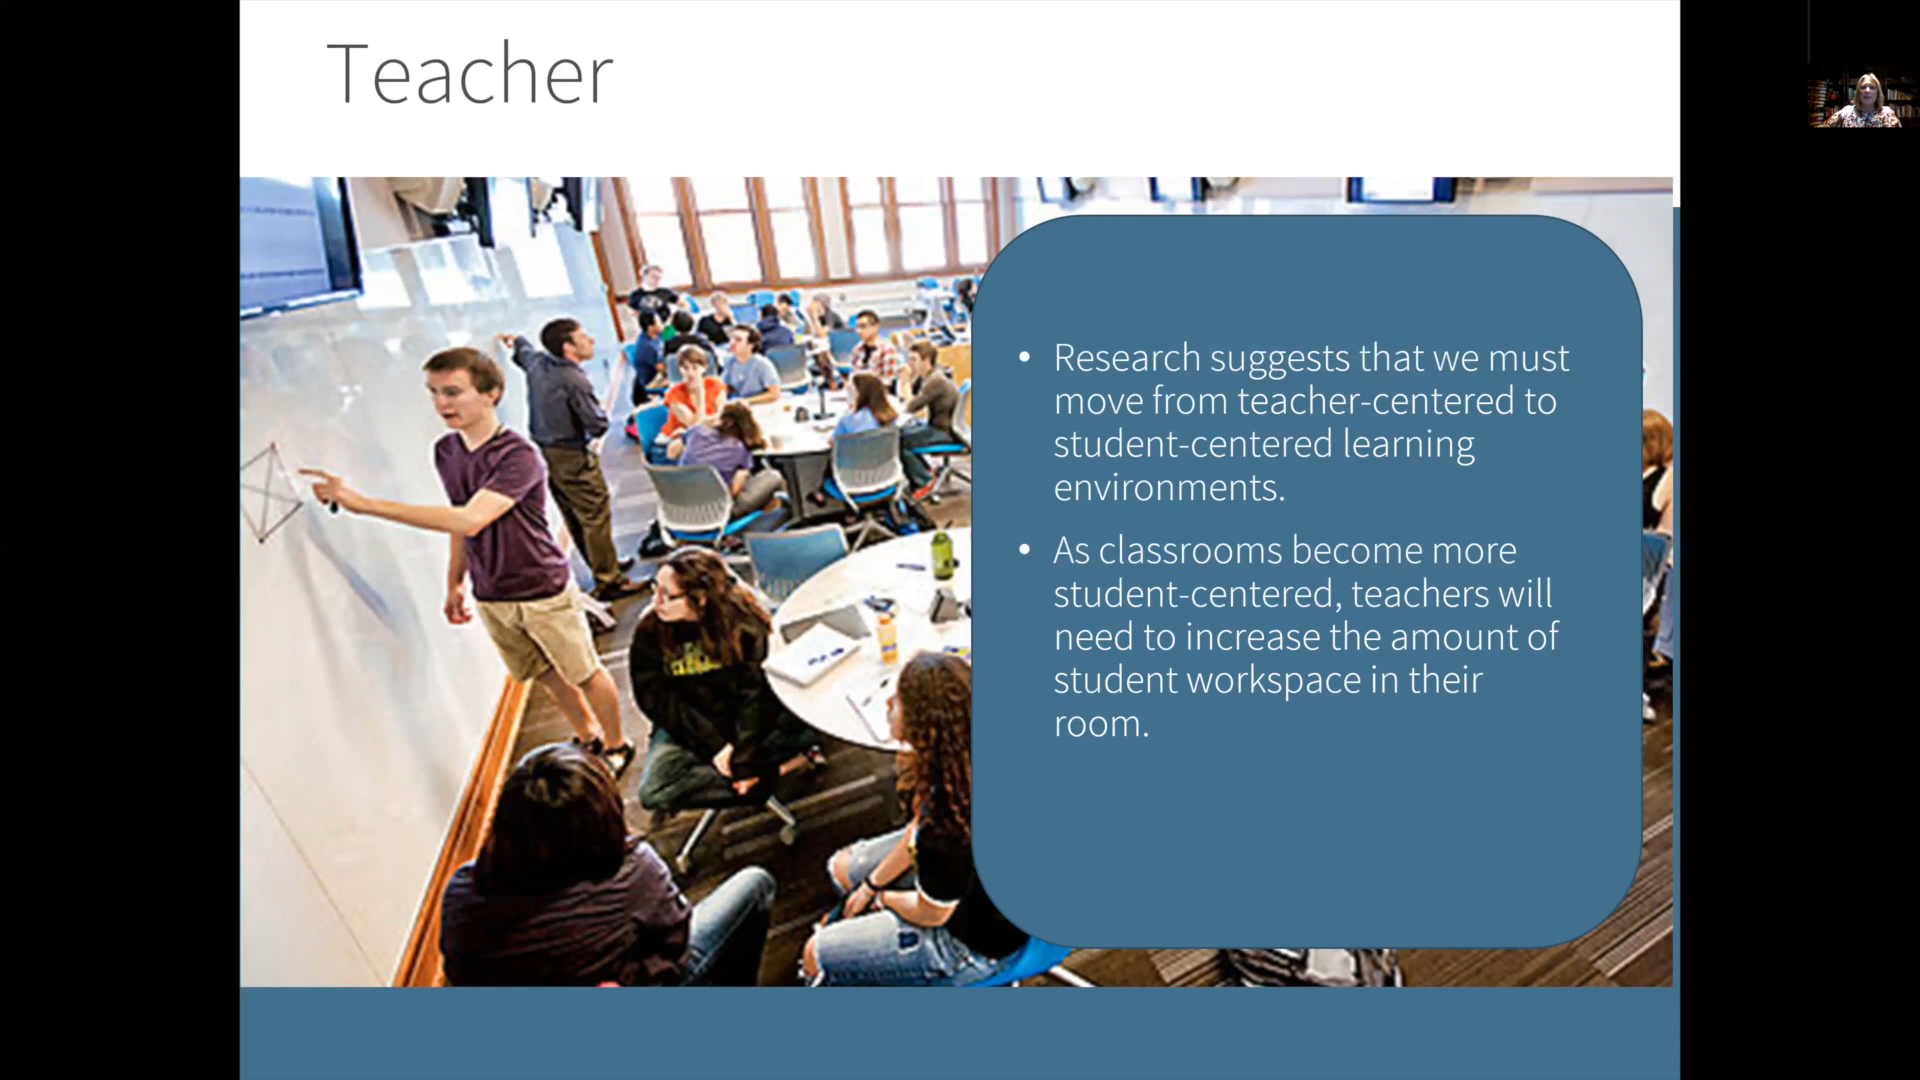 Teacher
• Research suggests that we must
move from teacher-centered to
student-centered learning
environments.
• As classrooms become more
student-centered, teachers will
need to increase the amount of
student workspace in their
room.